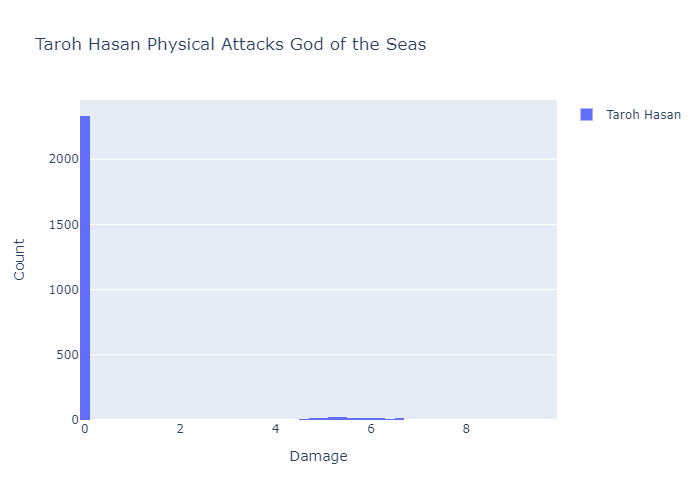 Taroh Hasan Physical Attacks God of the Seas
Taroh Hasan
2000
1500
1000
500
0
Count
0 2 4 6 8
Damage